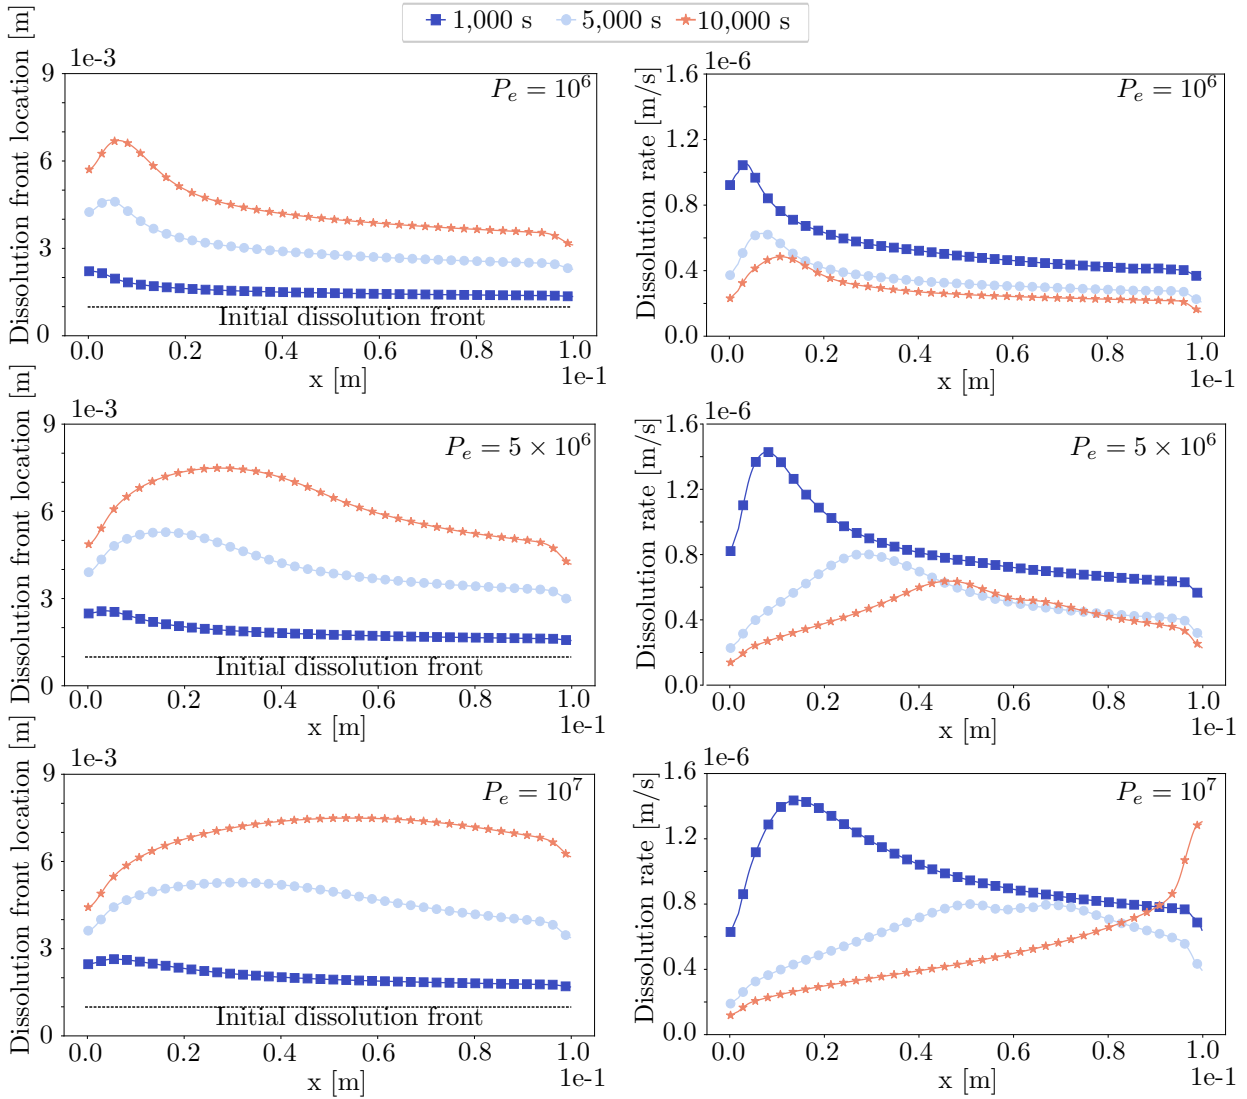 1,000 s 5,000 s 10,000 s
Dissolution front location [m]
1e-3
9
6
3
0
P_e = 10^6
Initial dissolution front
0.0 0.2 0.4 0.6 0.8 1.0
x [m]
1e-1
Dissolution rate [m/s]
1e-6
1.6
1.2
0.8
0.4
0.0
P_e = 10^6
0.0 0.2 0.4 0.6 0.8 1.0
x [m]
1e-1
Dissolution front location [m]
1e-3
9
6
3
0
P_e = 5 × 10^6
Initial dissolution front
0.0 0.2 0.4 0.6 0.8 1.0
x [m]
1e-1
Dissolution rate [m/s]
1e-6
1.6
1.2
0.8
0.4
0.0
P_e = 5 × 10^6
0.0 0.2 0.4 0.6 0.8 1.0
x [m]
1e-1
Dissolution front location [m]
1e-3
9
6
3
0
P_e = 10^7
Initial dissolution front
0.0 0.2 0.4 0.6 0.8 1.0
x [m]
1e-1
Dissolution rate [m/s]
1e-6
1.6
1.2
0.8
0.4
0.0
P_e = 10^7
0.0 0.2 0.4 0.6 0.8 1.0
x [m]
1e-1